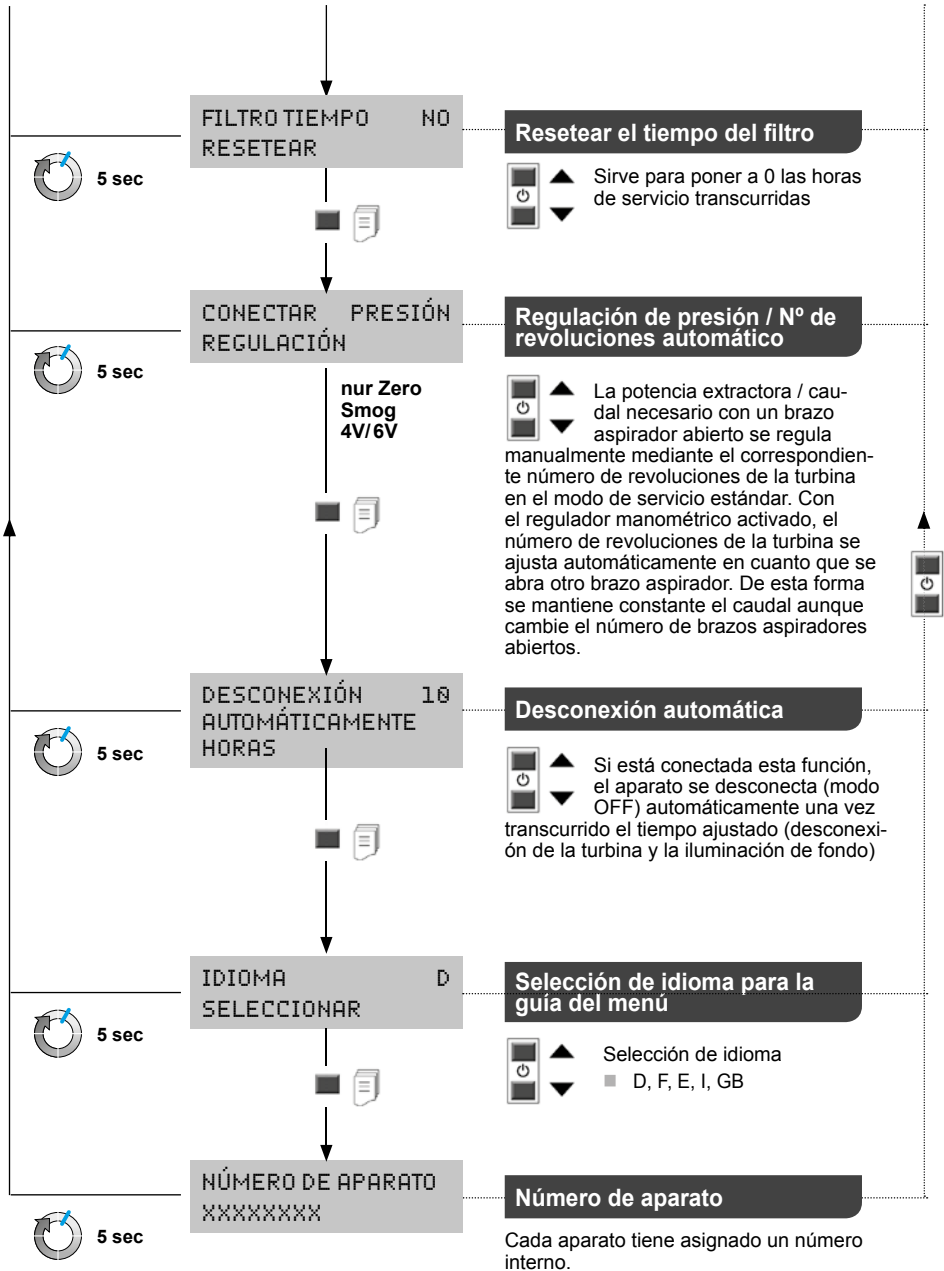 FILTRO TIEMPO NO
RESETEAR
5 sec
Resetear el tiempo del filtro
Sirve para poner a 0 las horas
de servicio transcurridas
CONECTAR PRESIÓN
REGULACIÓN
5 sec
nur Zero
Smog
4V/6V
Regulación de presión / Nº de
revoluciones automático
La potencia extractora / cau-
dal necesario con un brazo
aspirador abierto se regula
manualmente mediante el correspondien-
te número de revoluciones de la turbina
en el modo de servicio estándar. Con
el regulador manométrico activado, el
número de revoluciones de la turbina se
ajusta automáticamente en cuanto que se
abra otro brazo aspirador. De esta forma
se mantiene constante el caudal aunque
cambie el número de brazos aspiradores
abiertos.
DESCONEXIÓN 10
AUTOMÁTICAMENTE
HORAS
5 sec
Desconexión automática
Si está conectada esta función,
el aparato se desconecta (modo
OFF) automáticamente una vez
transcurrido el tiempo ajustado (desconexi-
ón de la turbina y la iluminación de fondo)
IDIOMA D
SELECCIONAR
5 sec
Selección de idioma para la
guía del menú
Selección de idioma
D, F, E, I, GB
NÚMERO DE APARATO
XXXXXXXX
5 sec
Número de aparato
Cada aparato tiene asignado un número
interno.